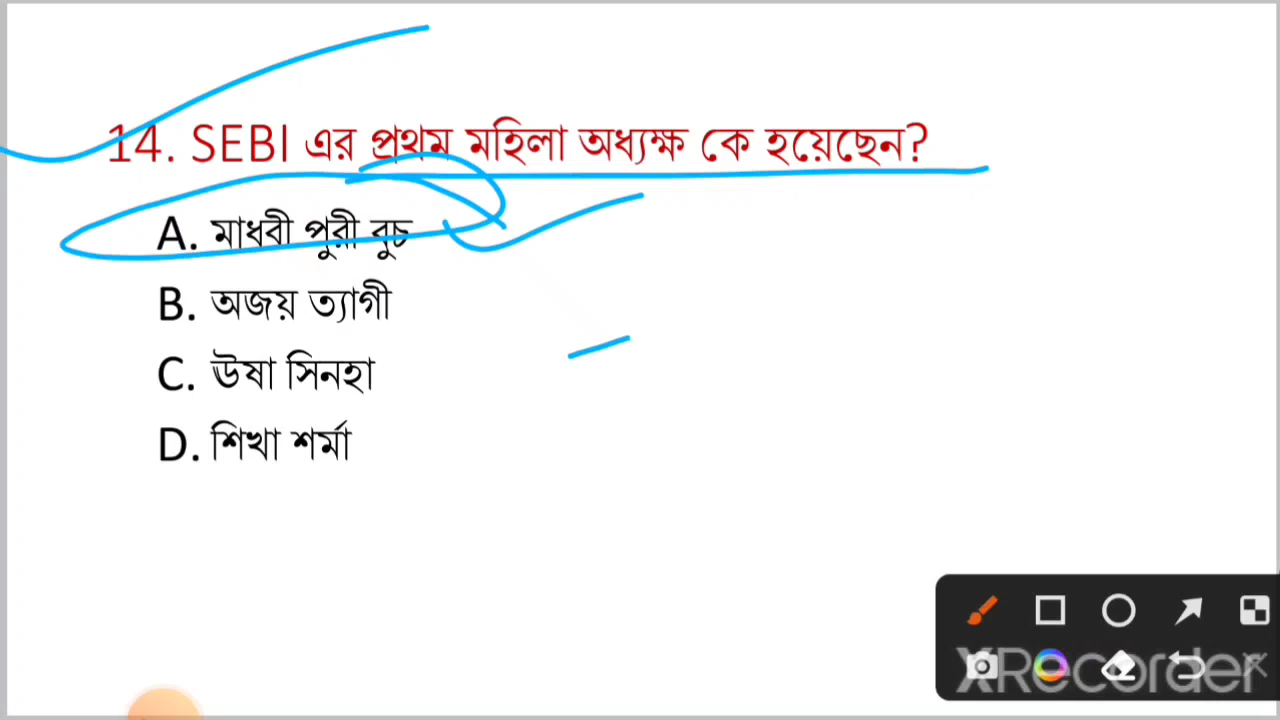 14. SEBI এর প্রথম মহিলা অধ্যক্ষ কে হয়েছেন?
A. মাধবী পুরী বুচ
B. অজয় ত্যাগী
C. ঊষা সিনহা
D. শিখা শর্মা
XRecorder